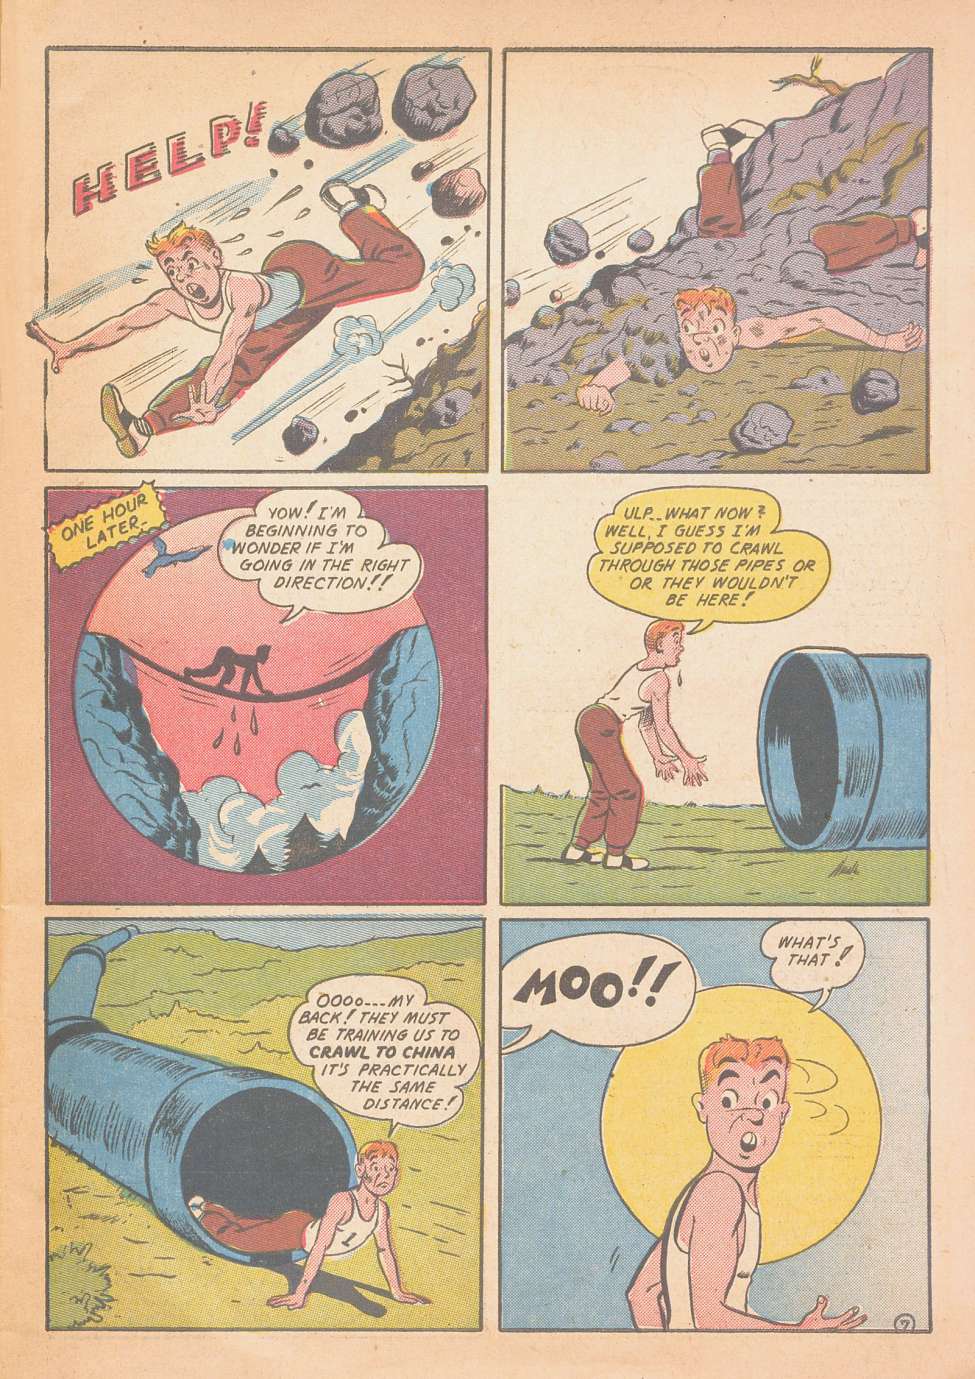 HELP!
ONE HOUR
LATER-
YOW! I'M
BEGINNING TO
WONDER IF I'M
GOING IN THE RIGHT
DIRECTION!!
ULP-- WHAT NOW?
WELL, I GUESS I'M
SUPPOSED TO CRAWL
THROUGH THOSE PIPES OR
OR THEY WOULDN'T
BE HERE!
OOOO---MY
BACK! THEY MUST
BE TRAINING US TO
CRAWL TO CHINA
IT'S PRACTICALLY
THE SAME
DISTANCE!
1
MOO!!
WHAT'S
THAT!
7